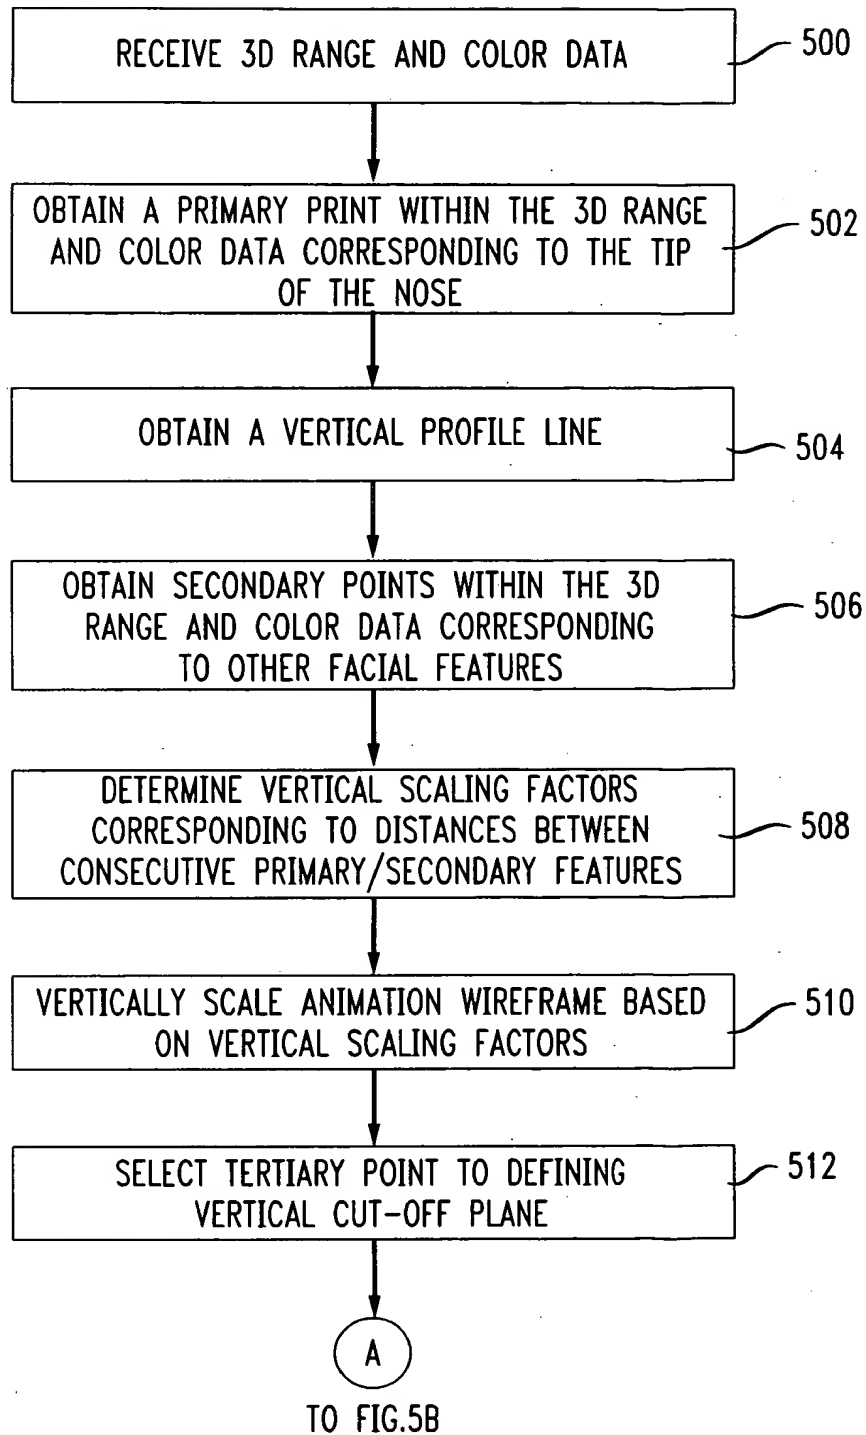 RECEIVE 3D RANGE AND COLOR DATA
500
OBTAIN A PRIMARY PRINT WITHIN THE 3D RANGE
AND COLOR DATA CORRESPONDING TO THE TIP
OF THE NOSE
502
OBTAIN A VERTICAL PROFILE LINE
504
OBTAIN SECONDARY POINTS WITHIN THE 3D
RANGE AND COLOR DATA CORRESPONDING
TO OTHER FACIAL FEATURES
506
DETERMINE VERTICAL SCALING FACTORS
CORRESPONDING TO DISTANCES BETWEEN
CONSECUTIVE PRIMARY/SECONDARY FEATURES
508
VERTICALLY SCALE ANIMATION WIREFRAME BASED
ON VERTICAL SCALING FACTORS
510
SELECT TERTIARY POINT TO DEFINING
VERTICAL CUT-OFF PLANE
512
A
TO FIG.5B